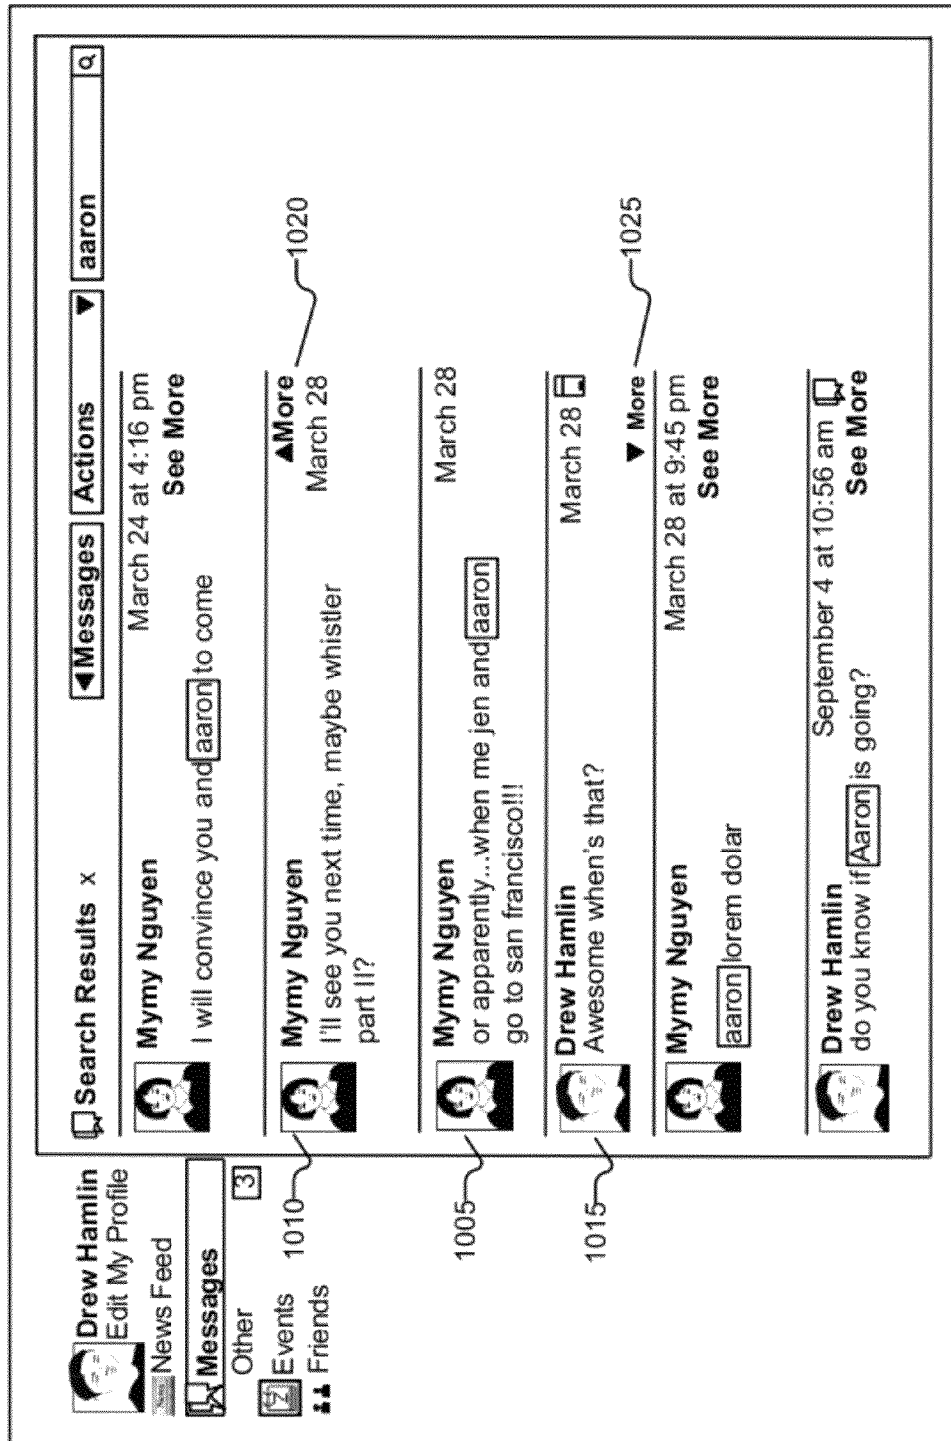 Drew Hamlin
Edit My Profile
News Feed
Messages
Other 3
Events
Friends
Search Results x
◀Messages Actions ▼ aaron
Mymy Nguyen March 24 at 4:16 pm
I will convince you and aaron to come See More
▲More
Mymy Nguyen March 28
I'll see you next time, maybe whistler
part II?
Mymy Nguyen March 28
or apparently...when me jen and aaron
go to san francisco!!!
Drew Hamlin March 28
Awesome when's that?
▼ More
Mymy Nguyen March 28 at 9:45 pm
See More
aaron lorem dolar
Drew Hamlin September 4 at 10:56 am
do you know if Aaron is going? See More
1010
1005
1015
1020
1025